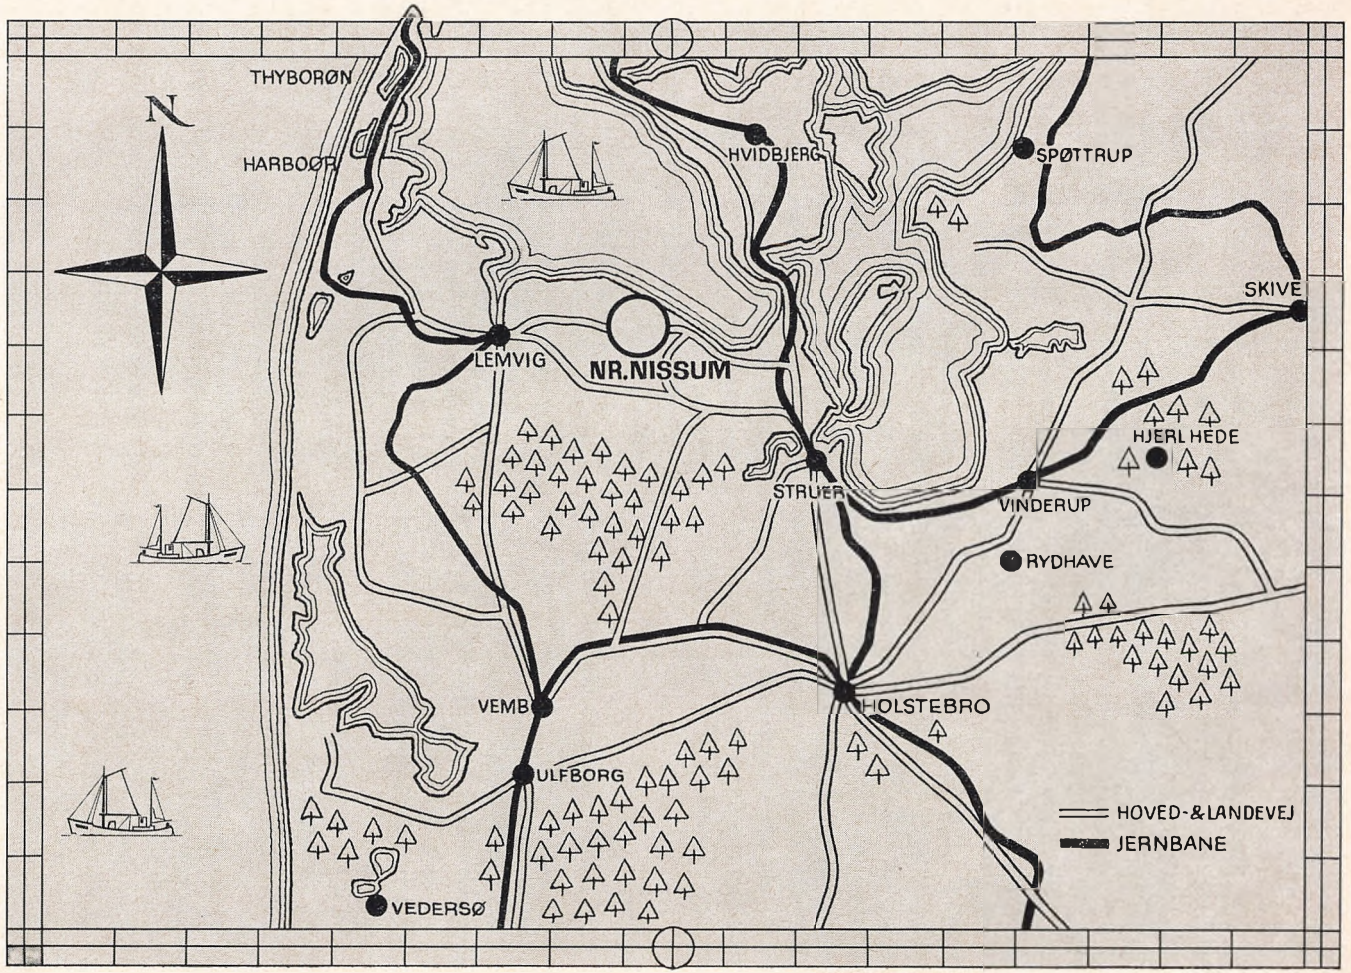 THYBORØN
N
HARBOØR
HVIDBJERG
SPØTTRUP
SKIVE
LEMVIG
NR. NISSUM
HJERL HEDE
STRUER
VINDERUP
RYDHAVE
VEMB
HOLSTEBRO
ULFBORG
HOVED-&LANDEVEJ
JERNBANE
VEDERSØ